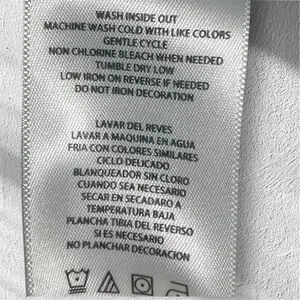 WASH INSIDE OUT
MACHINE WASH COLD WITH LIKE COLORS
GENTLE CYCLE
NON CHLORINE BLEACH WHEN NEEDED
TUMBLE DRY LOW
LOW IRON ON REVERSE IF NEEDED
DO NOT IRON DECORATION
LAVAR DEL REVES
LAVAR A MAQUINA EN AGUA
FRIA CON COLORES SIMILARES
CICLO DELICADO
BLANQUEADOR SIN CLORO
CUANDO SEA NECESARIO
SECAR EN SECADARO A
TEMPERATURA BAJA
PLANCHA TIBIA DEL REVERSO
SI ES NECESARIO
NO PLANCHAR DECORACION